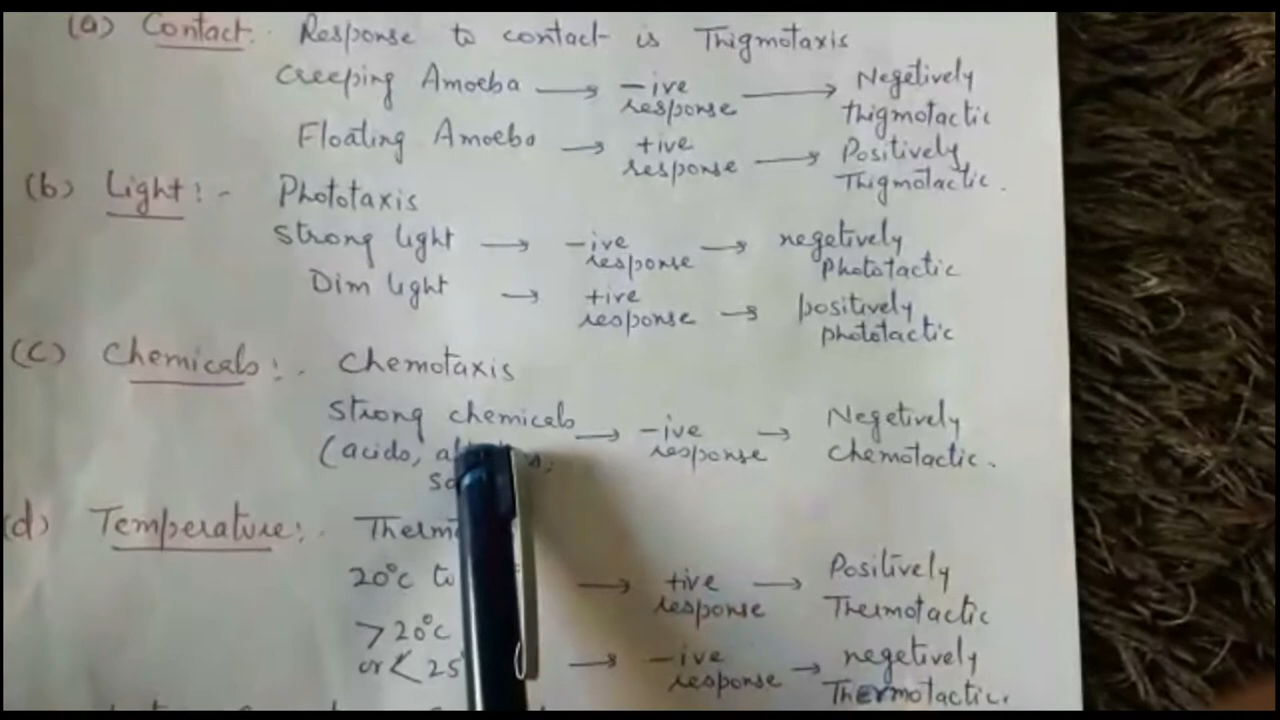 (a) Contact:. Response to contact is Thigmotaxis
Creeping Amoeba → -ive response → Negetively thigmotactic
Floating Amoeba → +ive response → Positively Thigmotactic.
(b) Light:- Phototaxis
Strong light → -ive response → negetively Phototactic
Dim light → +ive response → positively phototactic
(c) Chemicals:. Chemotaxis
Strong chemicals → -ive response → Negetively Chemotactic.
(acids,
(d) Temperature:.
20°c to → +ive response → Positively Thermotactic
>20°c
or < 25 → -ive response → negetively Thermotactic.